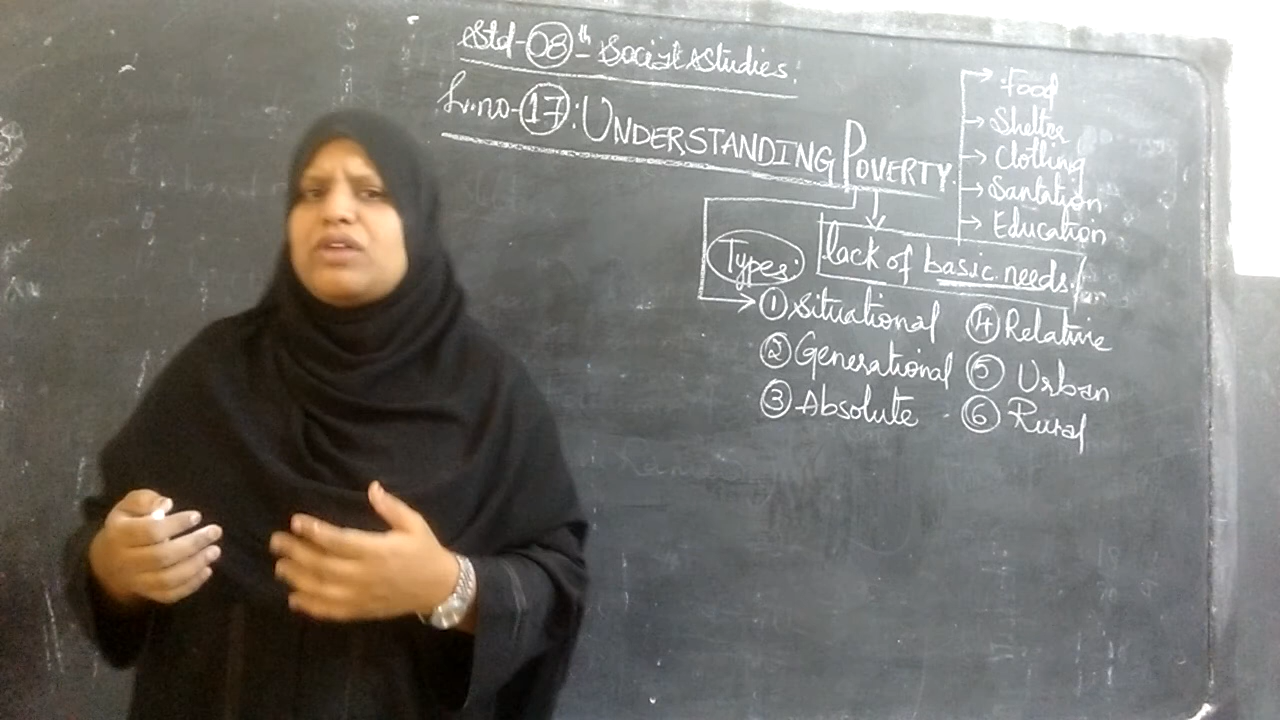 Std-08th Social Studies.
L.no-17: UNDERSTANDING POVERTY.
Food
Shelter
Clothing
Santation
Education
lack of basic needs
Types:
1 Situational
2 Generational
3 Absolute
4 Relative
5 Urban
6 Rural